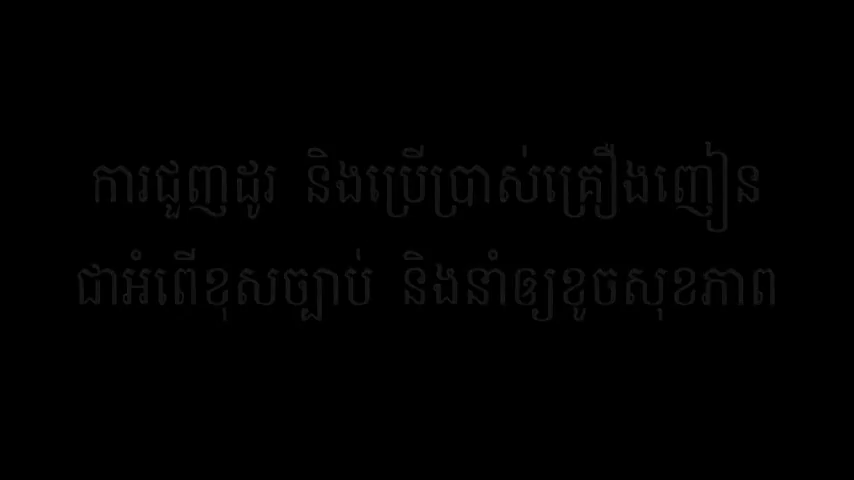 ការជួញដូរ និងប្រើប្រាស់គ្រឿងញៀន
ជាអំពើខុសច្បាប់ និងនាំឲ្យខូចសុខភាព